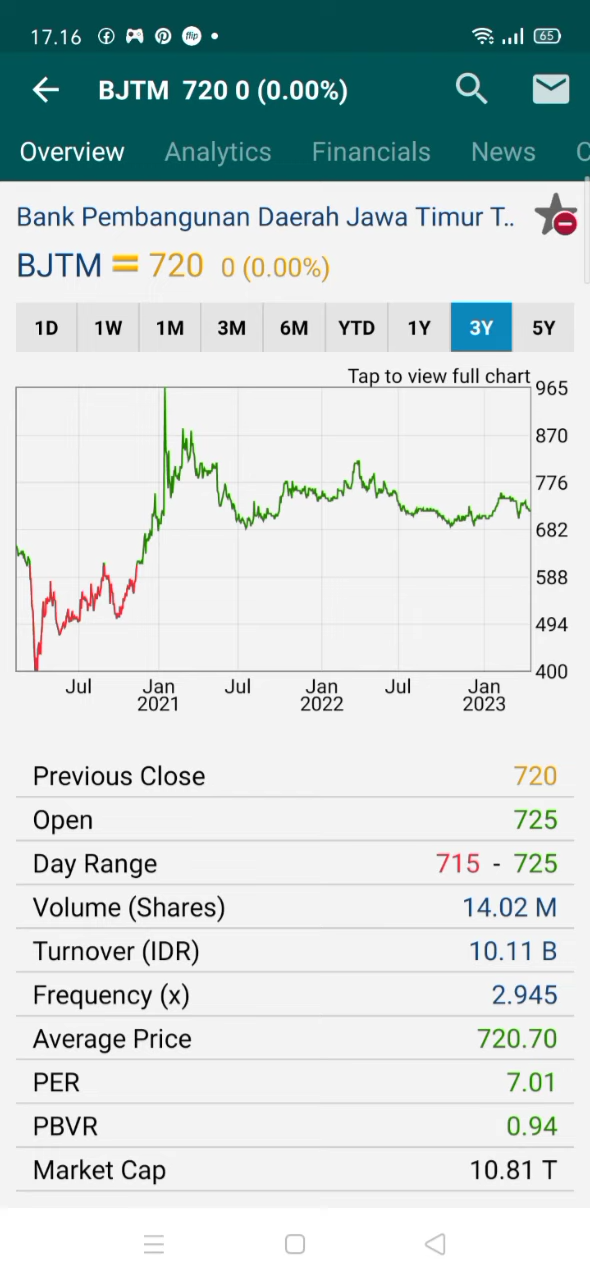 17.16 flip 65
BJTM 720 0 (0.00%)
Overview Analytics Financials News C
Bank Pembangunan Daerah Jawa Timur T..
BJTM = 720 0 (0.00%)
1D 1W 1M 3M 6M YTD 1Y 3Y 5Y
Tap to view full chart
965
870
776
682
588
494
400
Jul Jan Jul Jan Jul Jan
2021 2022 2023
Previous Close 720
Open 725
Day Range 715 - 725
Volume (Shares) 14.02 M
Turnover (IDR) 10.11 B
Frequency (x) 2.945
Average Price 720.70
PER 7.01
PBVR 0.94
Market Cap 10.81 T